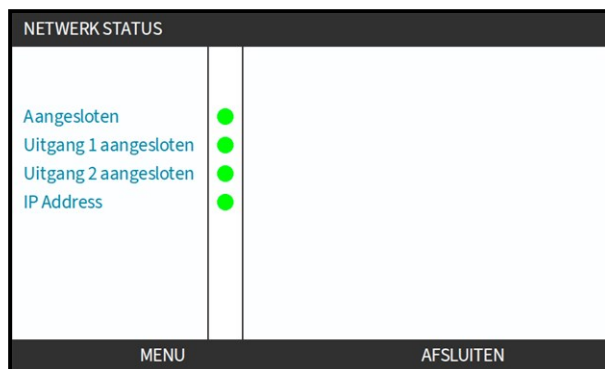 NETWERK STATUS
Aangesloten
Uitgang 1 aangesloten
Uitgang 2 aangesloten
IP Address
MENU
AFSLUITEN